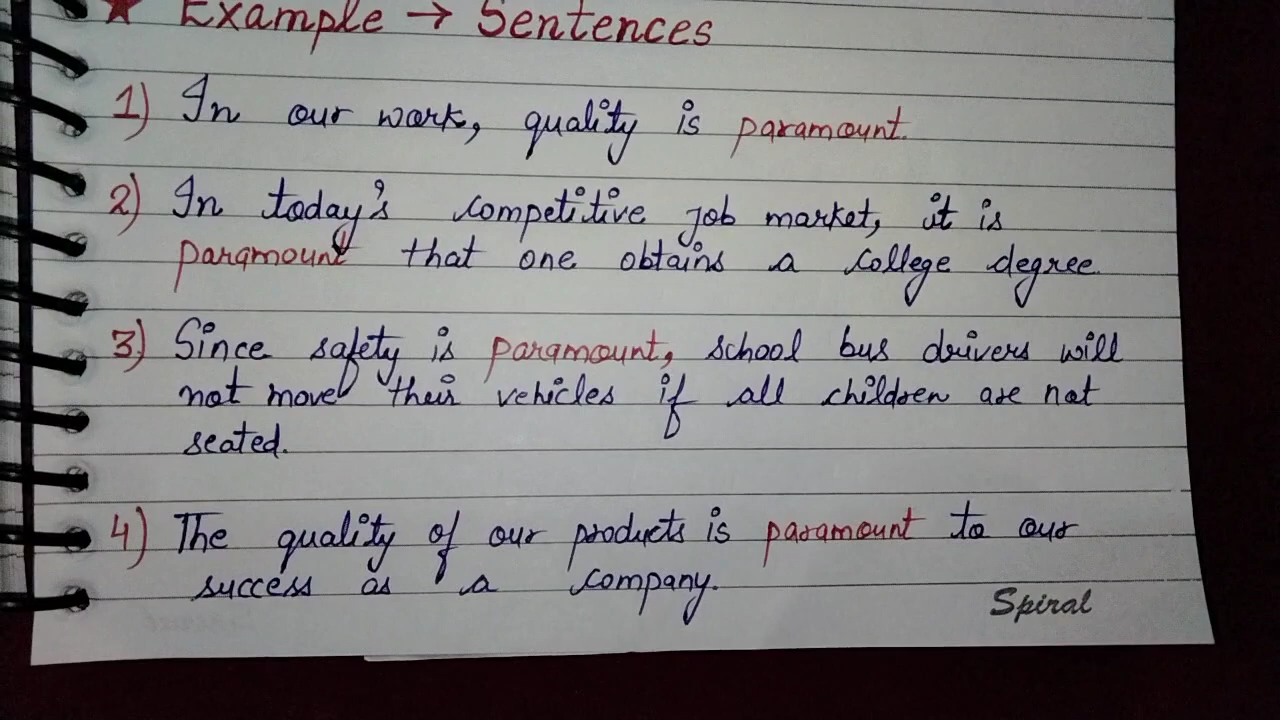 ★ Example → Sentences
1) In our work, quality is paramount.
2) In today's competitive job market, it is
paramount that one obtains a college degree.
3) Since safety is paramount, school bus drivers will
not move their vehicles if all children are not
seated.
4) The quality of our products is paramount to our
success as a company.
Spiral